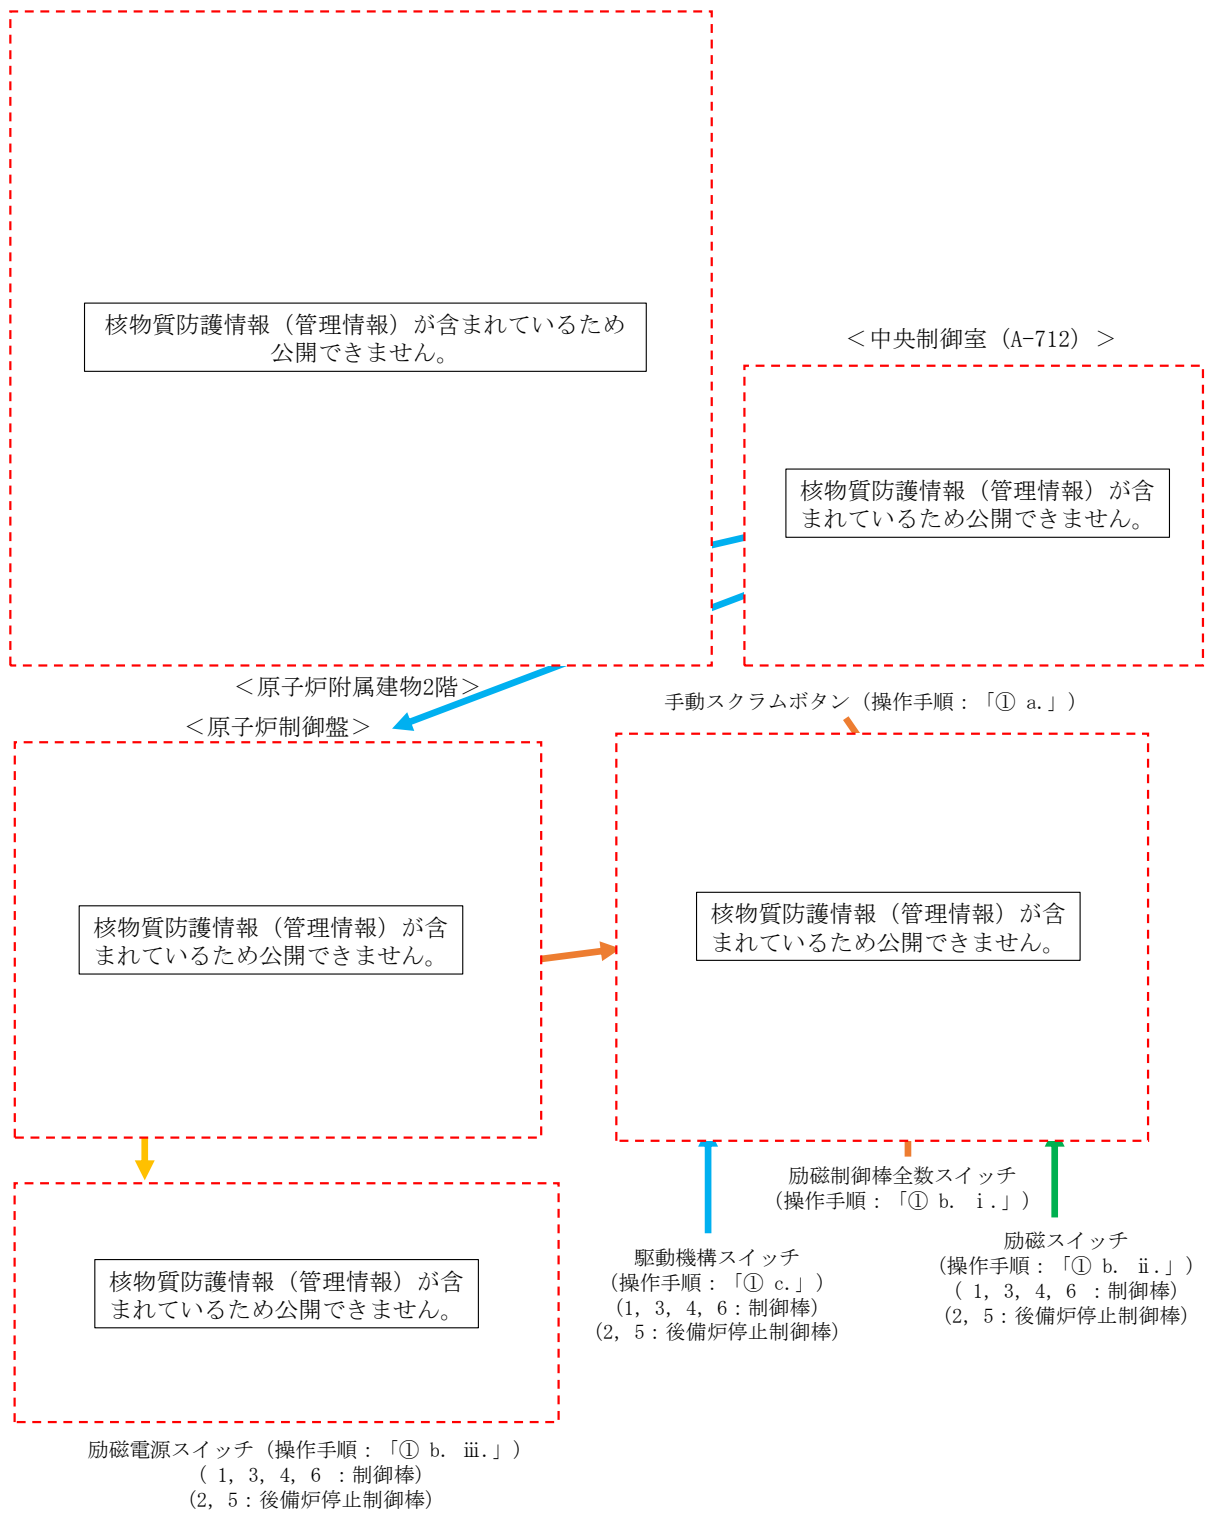 核物質防護情報（管理情報）が含まれているため
公開できません。
＜中央制御室（A-712）＞
核物質防護情報（管理情報）が含
まれているため公開できません。
＜原子炉附属建物2階＞
＜原子炉制御盤＞
手動スクラムボタン（操作手順：「① a.」）
核物質防護情報（管理情報）が含
まれているため公開できません。
核物質防護情報（管理情報）が含
まれているため公開できません。
励磁制御棒全数スイッチ
（操作手順：「① b. ⅰ.」）
励磁スイッチ
（操作手順：「① b. ⅱ.」）
（ 1, 3, 4, 6 ：制御棒）
（2, 5：後備炉停止制御棒）
駆動機構スイッチ
（操作手順：「① c.」）
（1, 3, 4, 6：制御棒）
（2, 5：後備炉停止制御棒）
核物質防護情報（管理情報）が含
まれているため公開できません。
励磁電源スイッチ（操作手順：「① b. ⅲ.」）
（ 1, 3, 4, 6 ：制御棒）
（2, 5：後備炉停止制御棒）